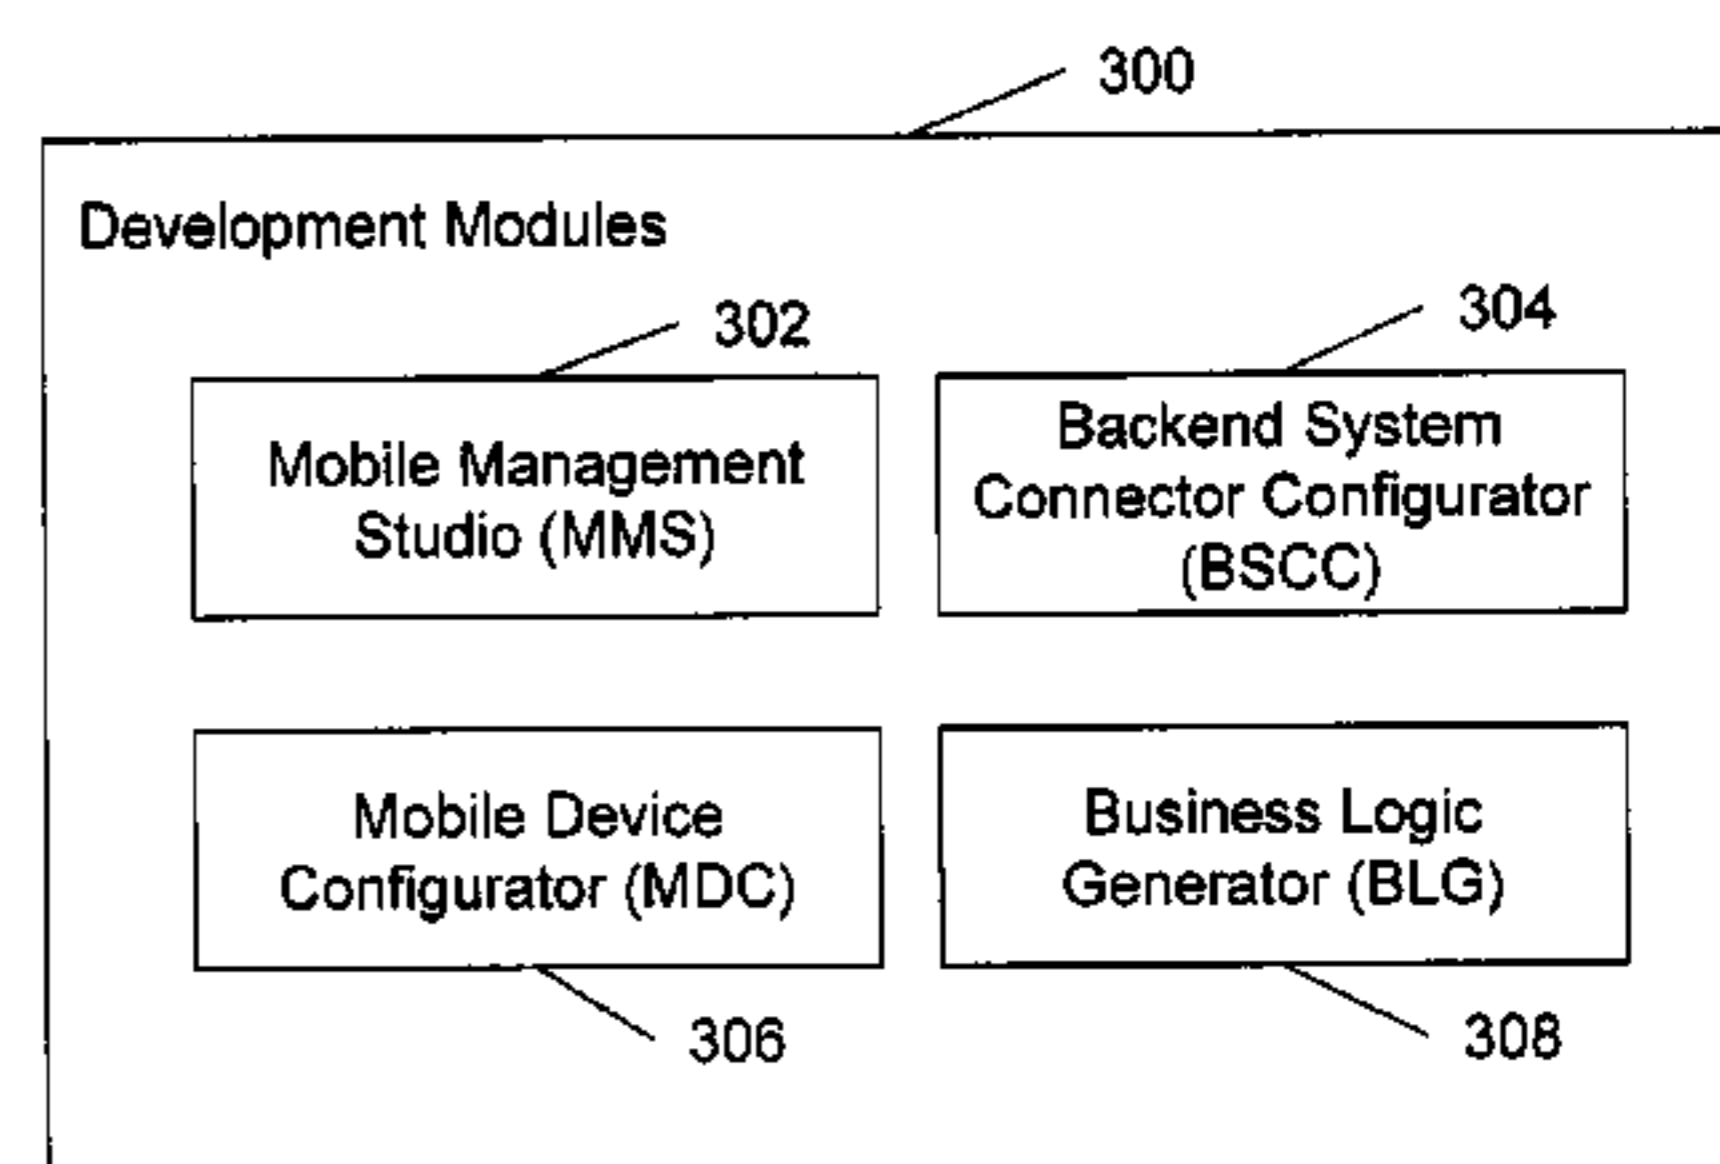 300
Development Modules
302
304
Mobile Management
Studio (MMS)
Backend System
Connector Configurator
(BSCC)
Mobile Device
Configurator (MDC)
Business Logic
Generator (BLG)
306
308